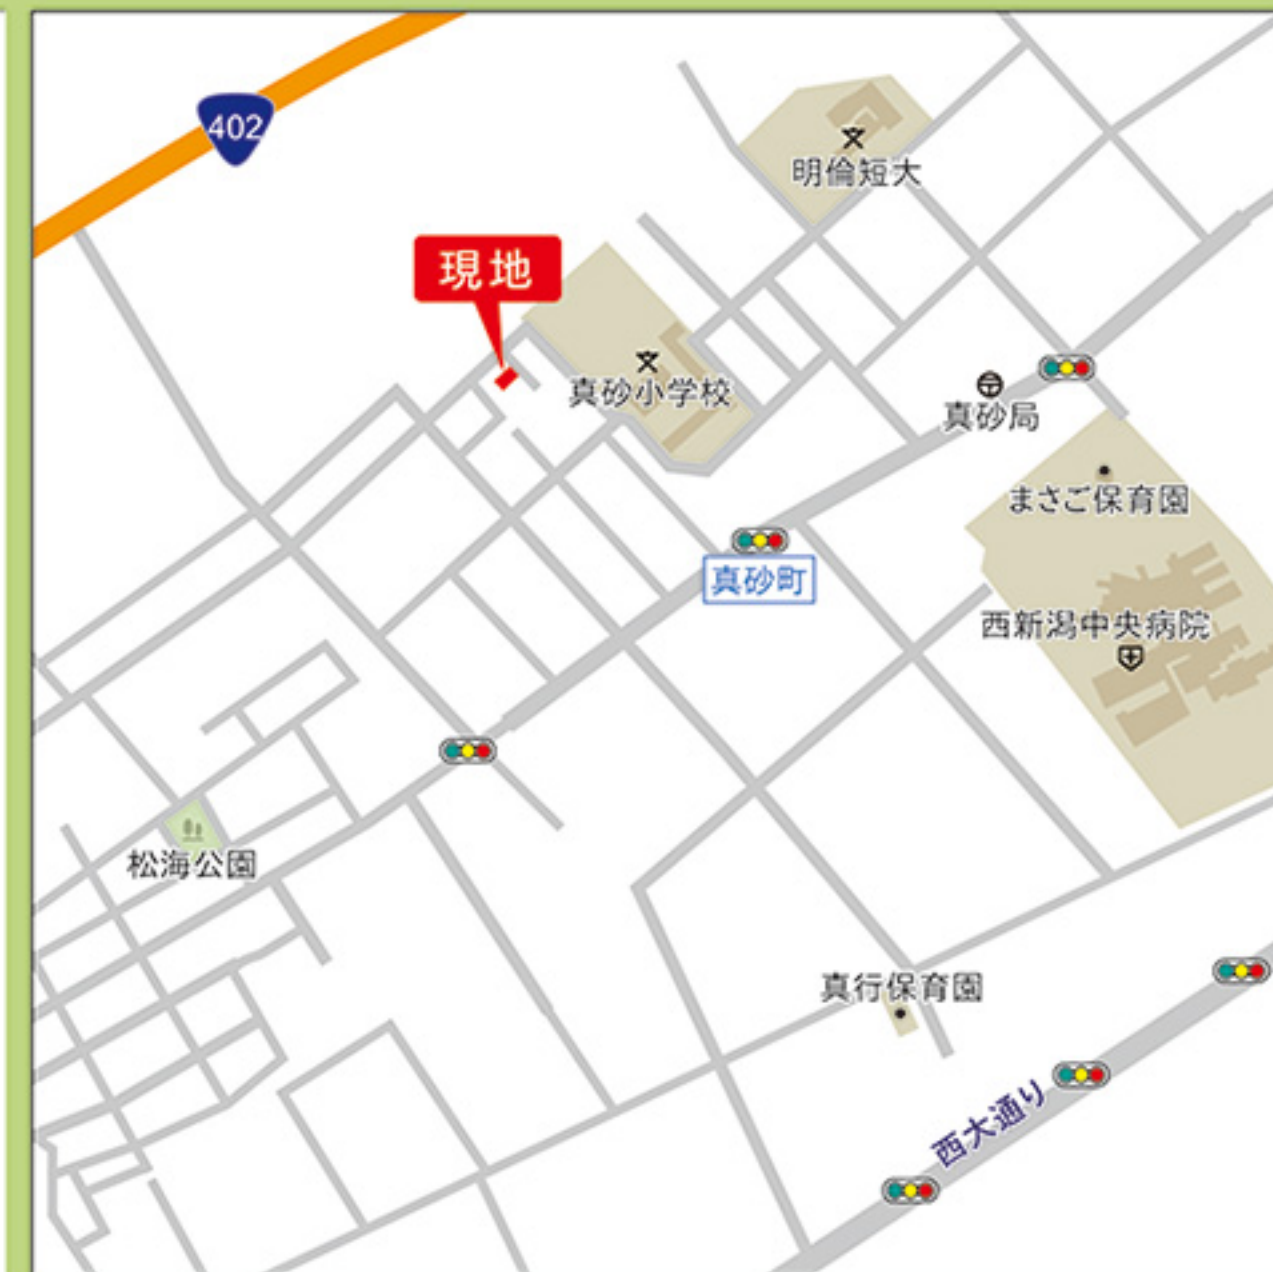 402
明倫短大
現地
真砂小学校
真砂局
まさご保育園
真砂町
西新潟中央病院
松海公園
真行保育園
西大通り